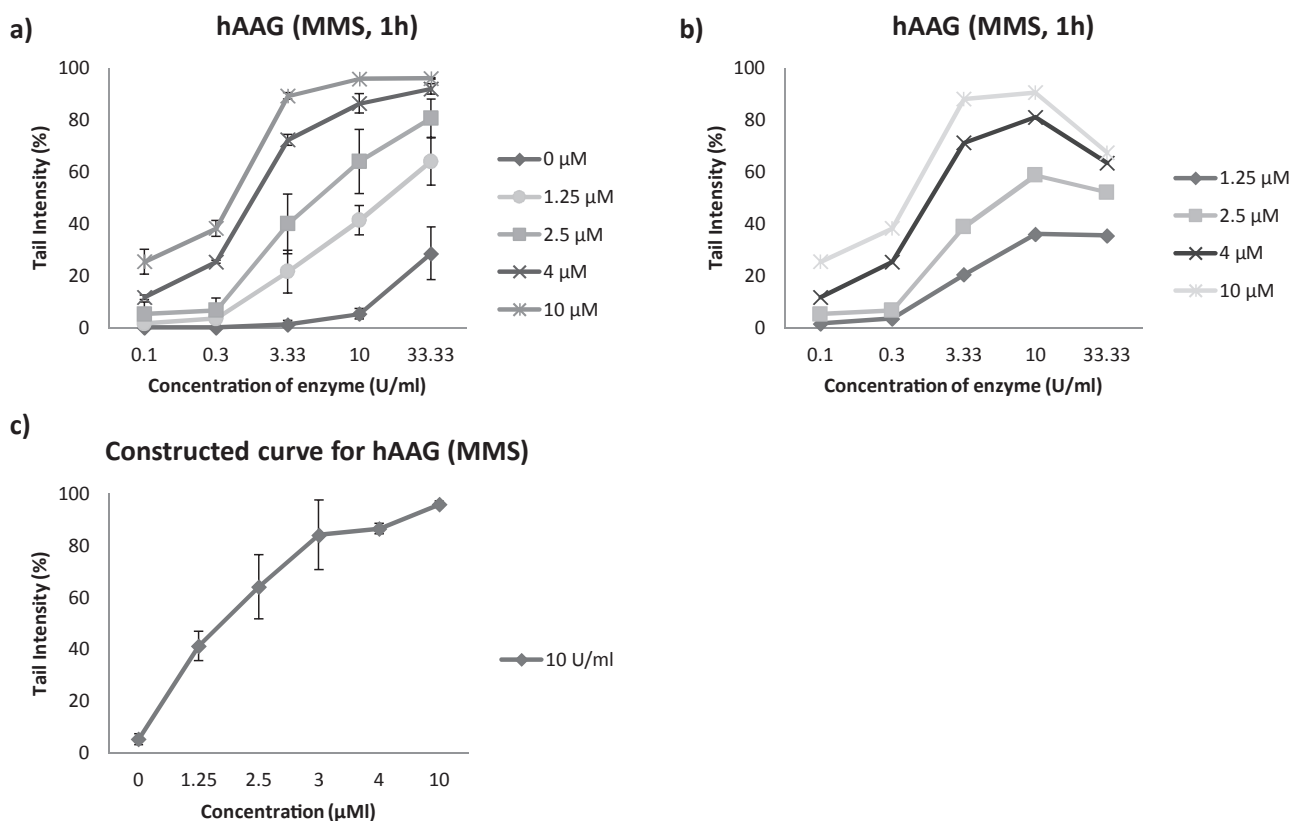 a)
hAAG (MMS, 1h)
100
80
60
40
20
0
Tail Intensity (%)
0.1 0.3 3.33 10 33.33
Concentration of enzyme (U/ml)
0 µM
1.25 µM
2.5 µM
4 µM
10 µM
b)
hAAG (MMS, 1h)
100
80
60
40
20
0
Tail Intensity (%)
0.1 0.3 3.33 10 33.33
Concentration of enzyme (U/ml)
1.25 µM
2.5 µM
4 µM
10 µM
c)
Constructed curve for hAAG (MMS)
100
80
60
40
20
0
Tail Intensity (%)
0 1.25 2.5 3 4 10
Concentration (µMl)
10 U/ml